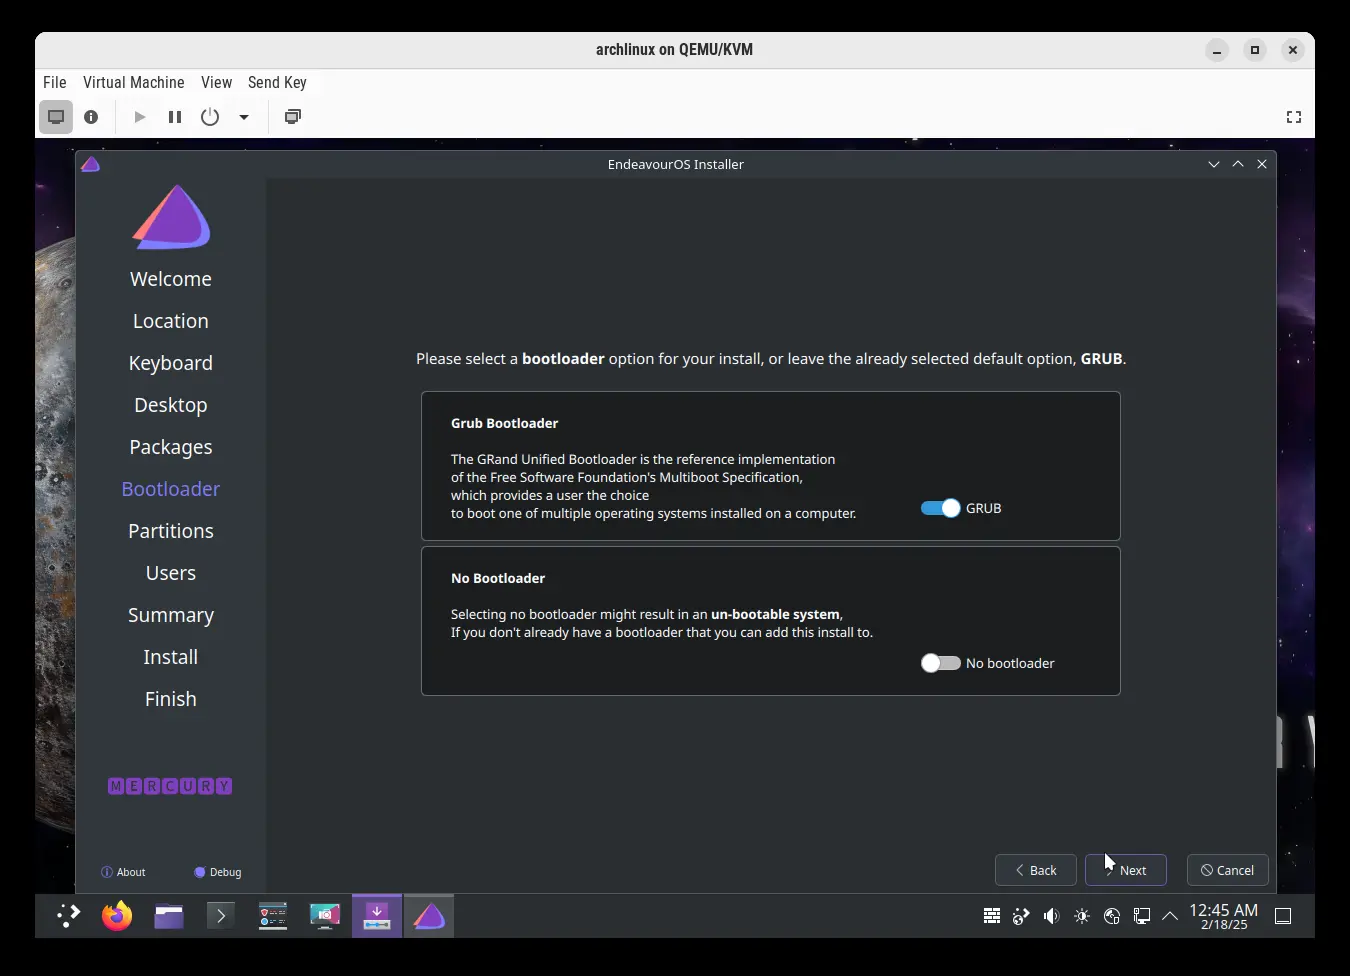 archlinux on QEMU/KVM
File Virtual Machine View Send Key
EndeavourOS Installer
Welcome
Location
Keyboard
Desktop
Packages
Bootloader
Partitions
Users
Summary
Install
Finish
MERCURY
About Debug
Please select a bootloader option for your install, or leave the already selected default option, GRUB.
Grub Bootloader
The GRand Unified Bootloader is the reference implementation
of the Free Software Foundation's Multiboot Specification,
which provides a user the choice
to boot one of multiple operating systems installed on a computer.
GRUB
No Bootloader
Selecting no bootloader might result in an un-bootable system,
If you don't already have a bootloader that you can add this install to.
No bootloader
Back Next Cancel
12:45 AM
2/18/25